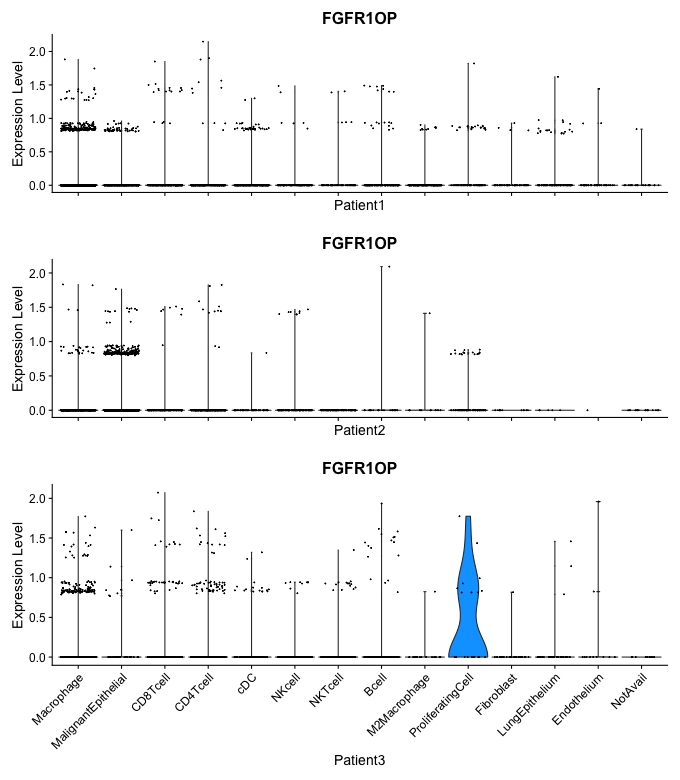 FGFR1OP
Expression Level
2.0
1.5
1.0
0.5
0.0
Patient1
FGFR1OP
Expression Level
2.0
1.5
1.0
0.5
0.0
Patient2
FGFR1OP
Expression Level
2.0
1.5
1.0
0.5
0.0
Macrophage
MalignantEpithelial
CD8Tcell
CD4Tcell
cDC
NKcell
NKTcell
Bcell
M2Macrophage
ProliferatingCell
Fibroblast
LungEpithelium
Endothelium
NotAvail
Patient3